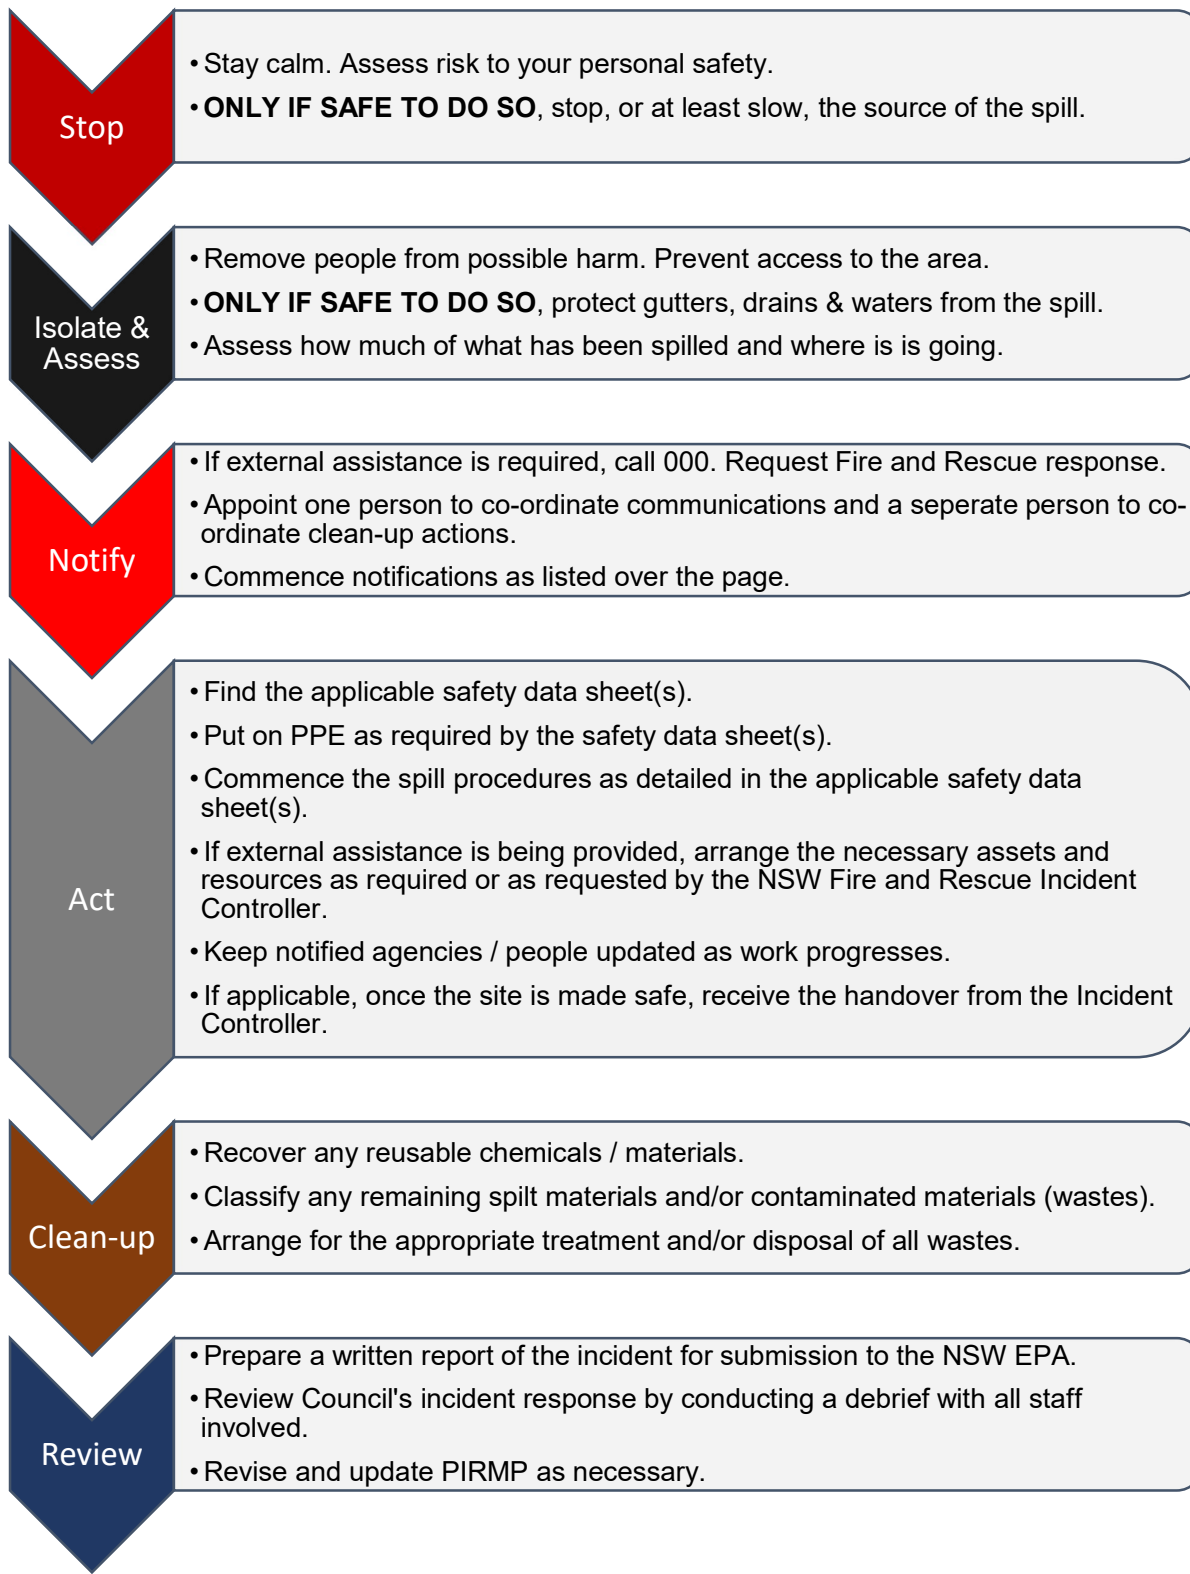 Stop
• Stay calm. Assess risk to your personal safety.
• ONLY IF SAFE TO DO SO, stop, or at least slow, the source of the spill.
Isolate &
Assess
• Remove people from possible harm. Prevent access to the area.
• ONLY IF SAFE TO DO SO, protect gutters, drains & waters from the spill.
• Assess how much of what has been spilled and where is is going.
Notify
• If external assistance is required, call 000. Request Fire and Rescue response.
• Appoint one person to co-ordinate communications and a seperate person to co-
ordinate clean-up actions.
• Commence notifications as listed over the page.
Act
• Find the applicable safety data sheet(s).
• Put on PPE as required by the safety data sheet(s).
• Commence the spill procedures as detailed in the applicable safety data
sheet(s).
• If external assistance is being provided, arrange the necessary assets and
resources as required or as requested by the NSW Fire and Rescue Incident
Controller.
• Keep notified agencies / people updated as work progresses.
• If applicable, once the site is made safe, receive the handover from the Incident
Controller.
Clean-up
• Recover any reusable chemicals / materials.
• Classify any remaining spilt materials and/or contaminated materials (wastes).
• Arrange for the appropriate treatment and/or disposal of all wastes.
Review
• Prepare a written report of the incident for submission to the NSW EPA.
• Review Council's incident response by conducting a debrief with all staff
involved.
• Revise and update PIRMP as necessary.